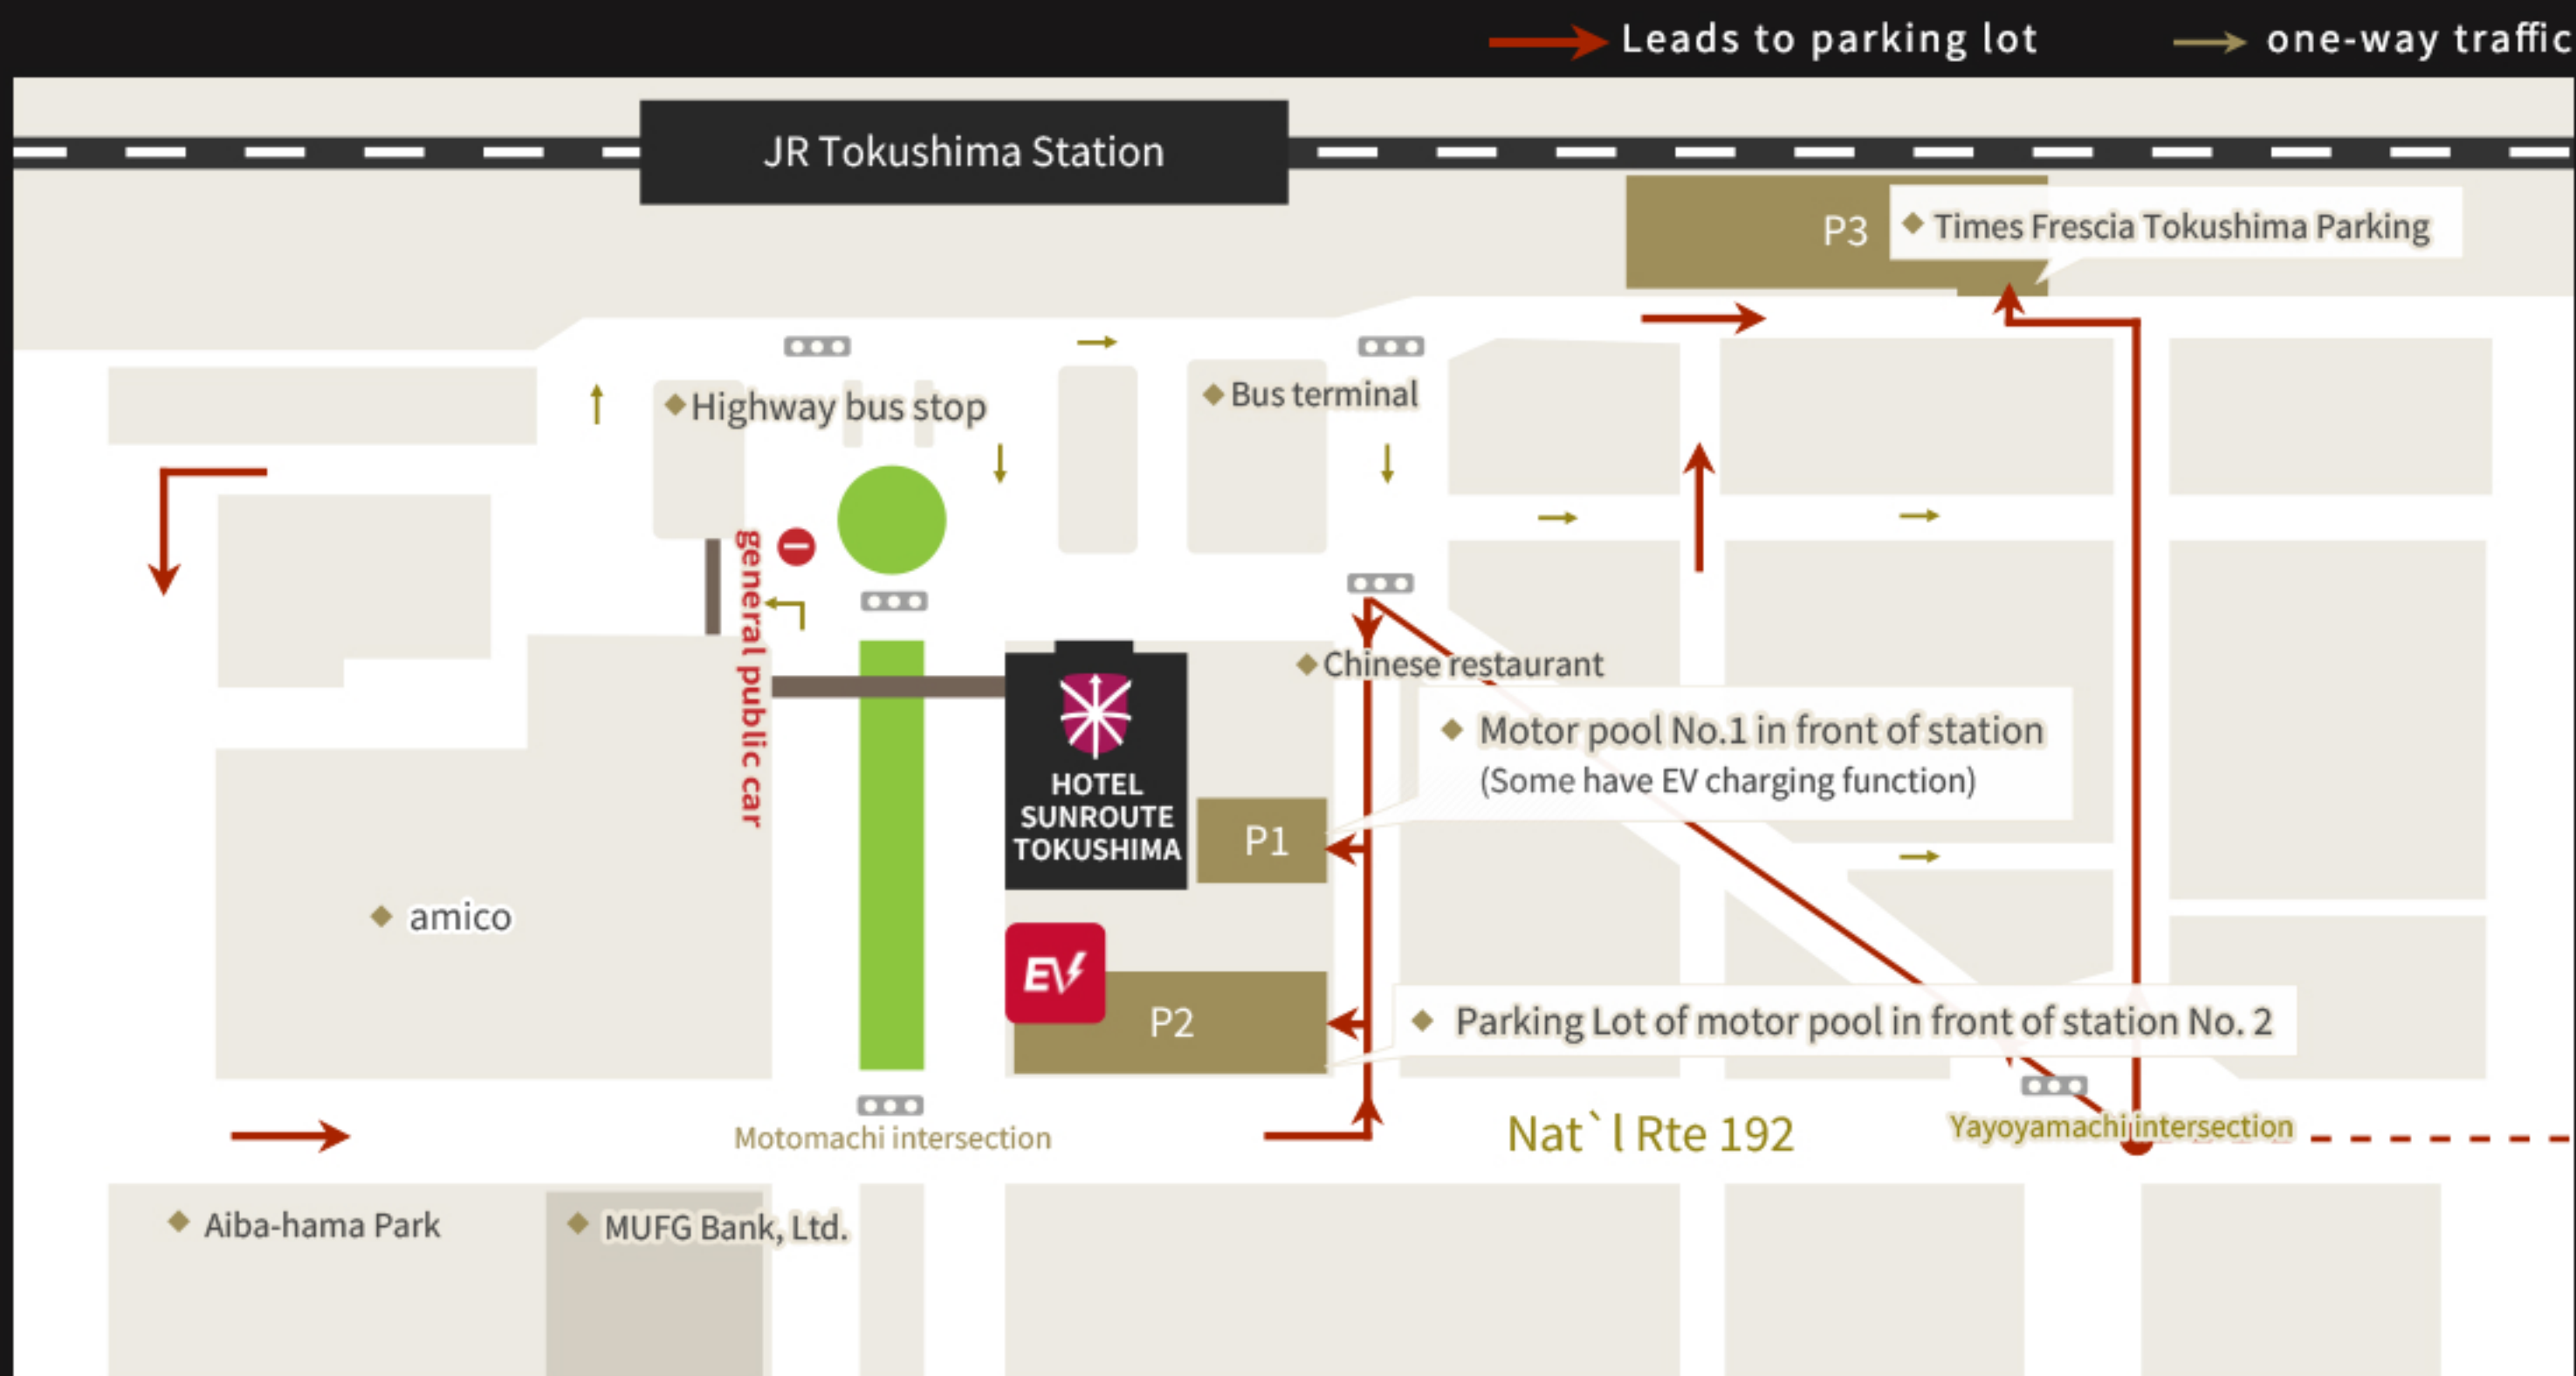 Leads to parking lot
one-way traffic
JR Tokushima Station
P3
Times Frescia Tokushima Parking
Highway bus stop
Bus terminal
general public car
Chinese restaurant
HOTEL
SUNROUTE
TOKUSHIMA
Motor pool No.1 in front of station
(Some have EV charging function)
P1
amico
EV
P2
Parking Lot of motor pool in front of station No. 2
Motomachi intersection
Nat`l Rte 192
Yayoyamachi intersection
Aiba-hama Park
MUFG Bank, Ltd.